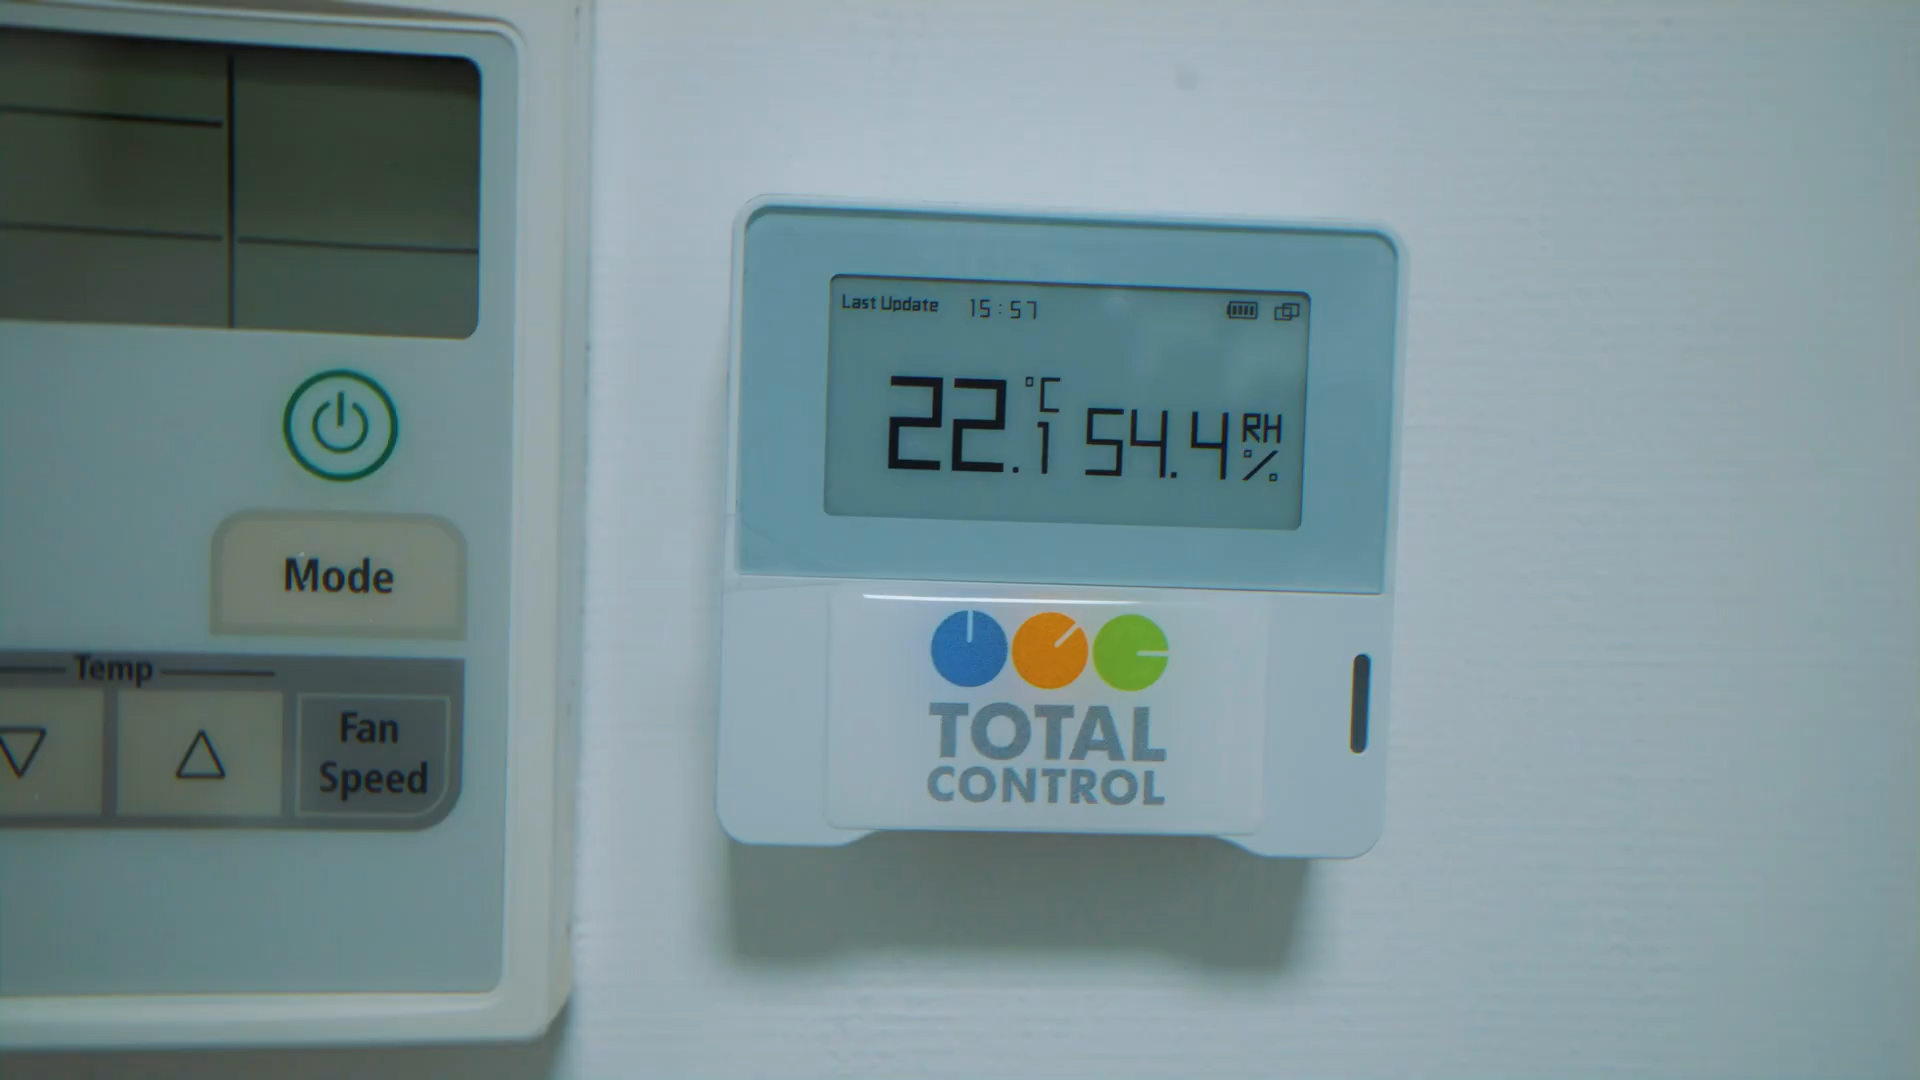 Last Update 15:57
22.1 °C 54.4 RH %
TOTAL
CONTROL
Mode
Temp
Fan
Speed